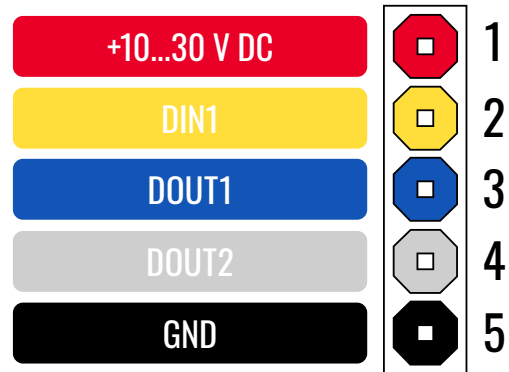 +10...30 V DC 1
DIN1 2
DOUT1 3
DOUT2 4
GND 5